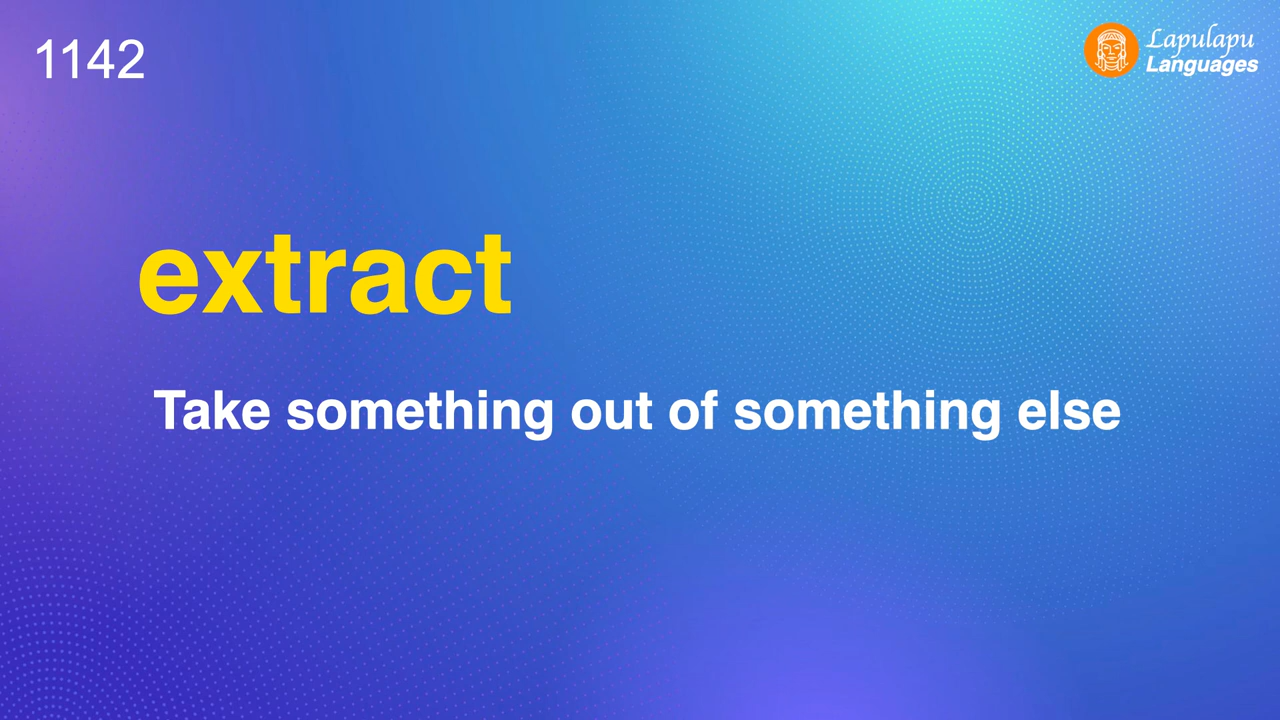 1142
Lapulapu
Languages
extract
Take something out of something else